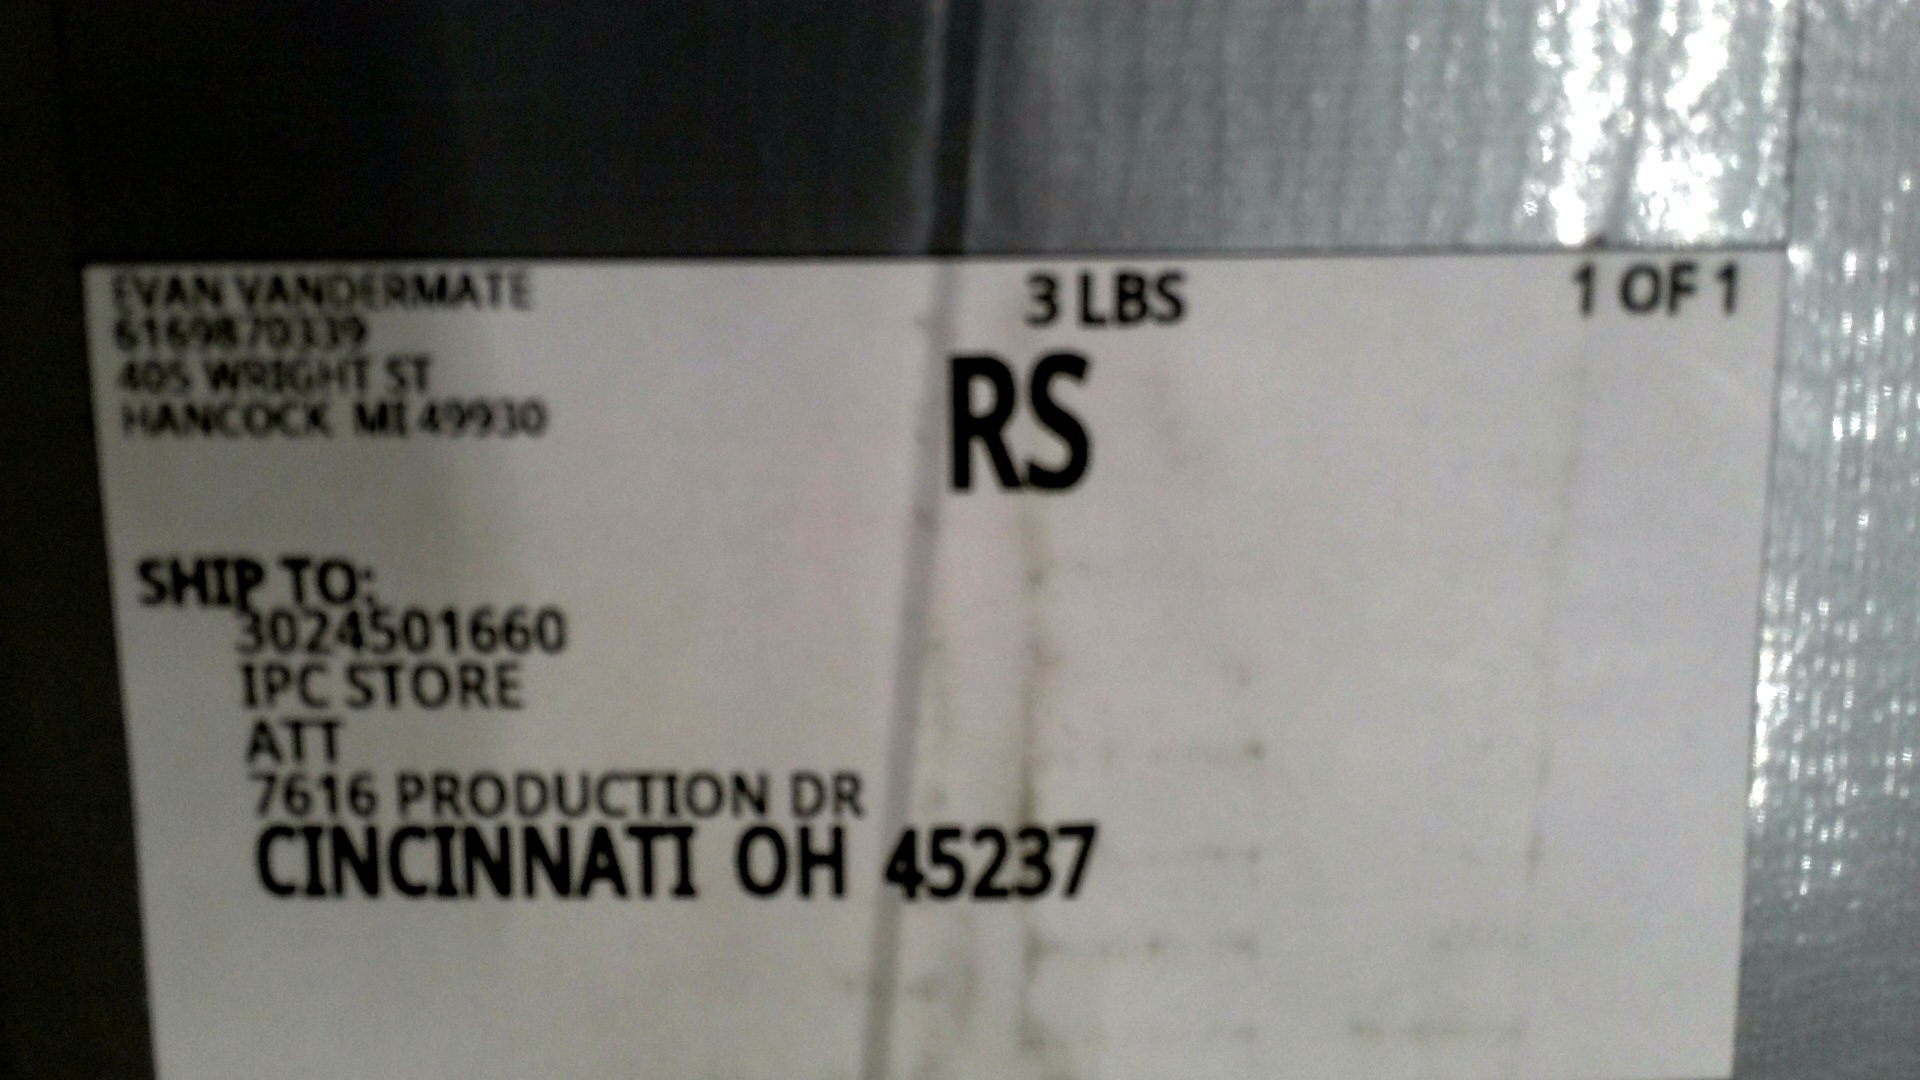 EVAN VANDERMATE
6169870339
405 WRIGHT ST
HANCOCK MI 49930
3 LBS
1 OF 1
RS
SHIP TO:
3024501660
IPC STORE
ATT
7616 PRODUCTION DR
CINCINNATI OH 45237